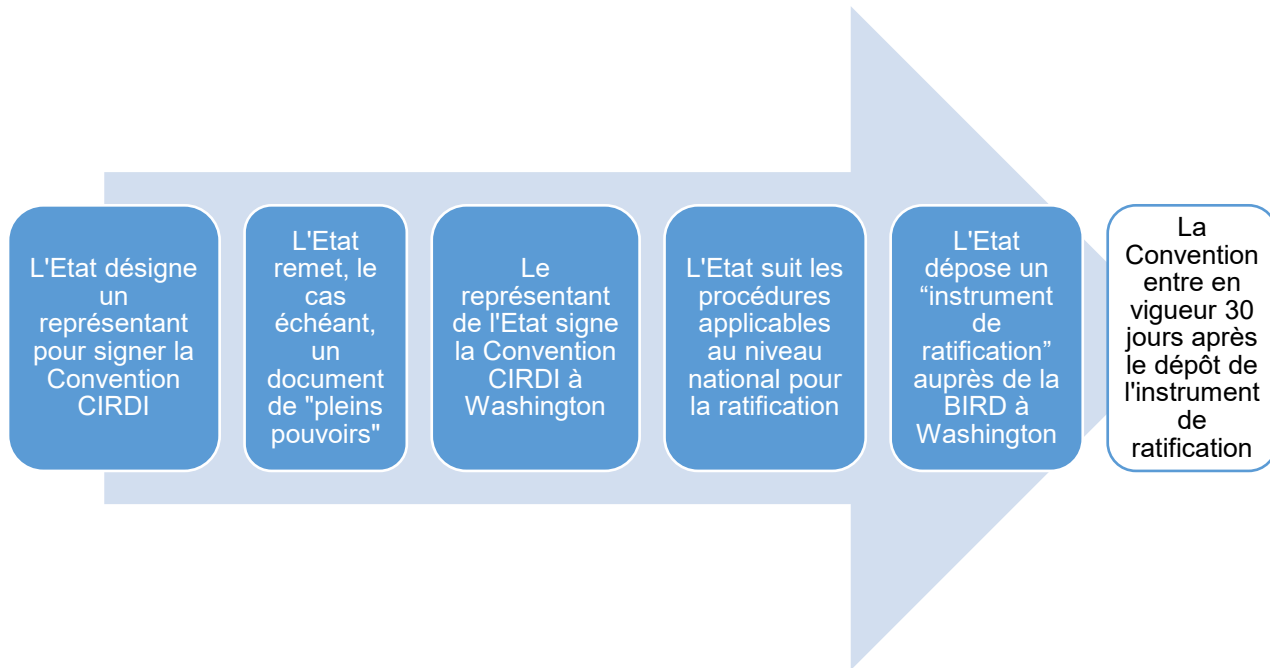 L'Etat désigne
un
représentant
pour signer la
Convention
CIRDI
L'Etat
remet, le
cas
échéant,
un
document
de "pleins
pouvoirs"
Le
représentant
de l'Etat signe
la Convention
CIRDI à
Washington
L'Etat suit les
procédures
applicables
au niveau
national pour
la ratification
L'Etat
dépose un
“instrument
de
ratification”
auprès de la
BIRD à
Washington
La
Convention
entre en
vigueur 30
jours après
le dépôt de
l'instrument
de
ratification